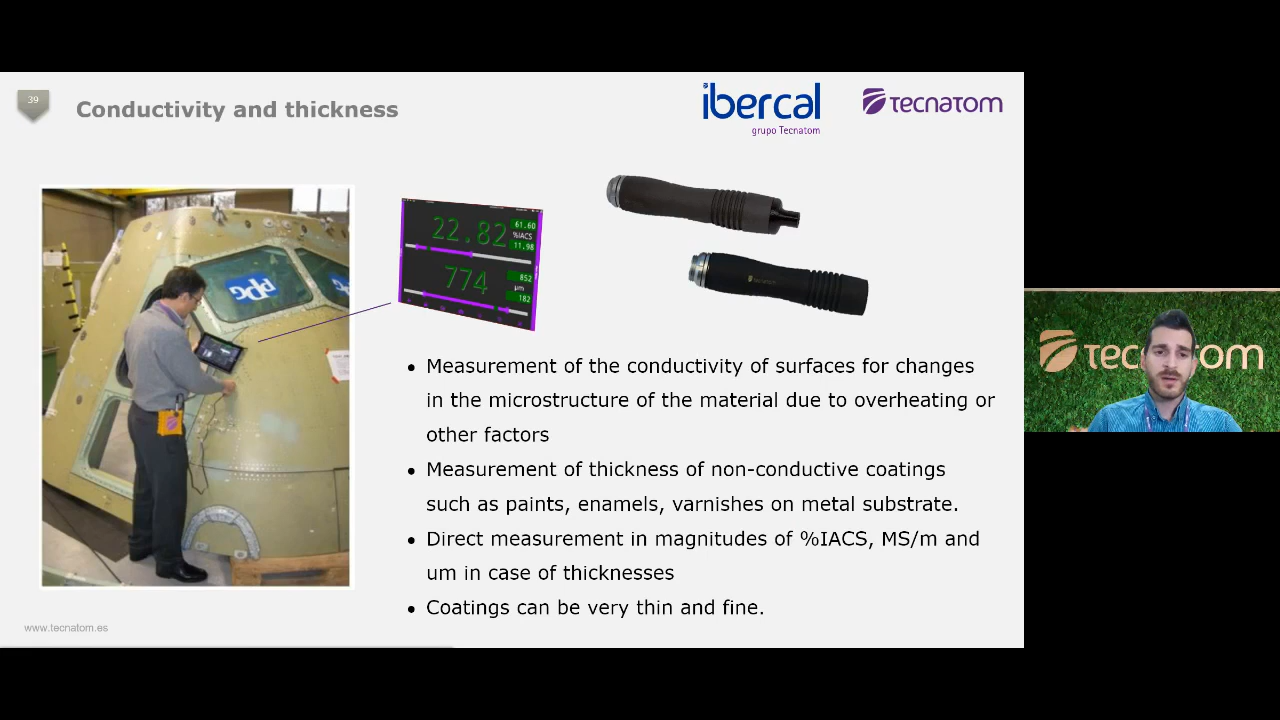 39
Conductivity and thickness
ibercal
grupo Tecnatom
tecnatom
22.82
61.60
%IACS
11.98
774
852
µm
182
• Measurement of the conductivity of surfaces for changes
in the microstructure of the material due to overheating or
other factors
• Measurement of thickness of non-conductive coatings
such as paints, enamels, varnishes on metal substrate.
• Direct measurement in magnitudes of %IACS, MS/m and
um in case of thicknesses
• Coatings can be very thin and fine.
www.tecnatom.es